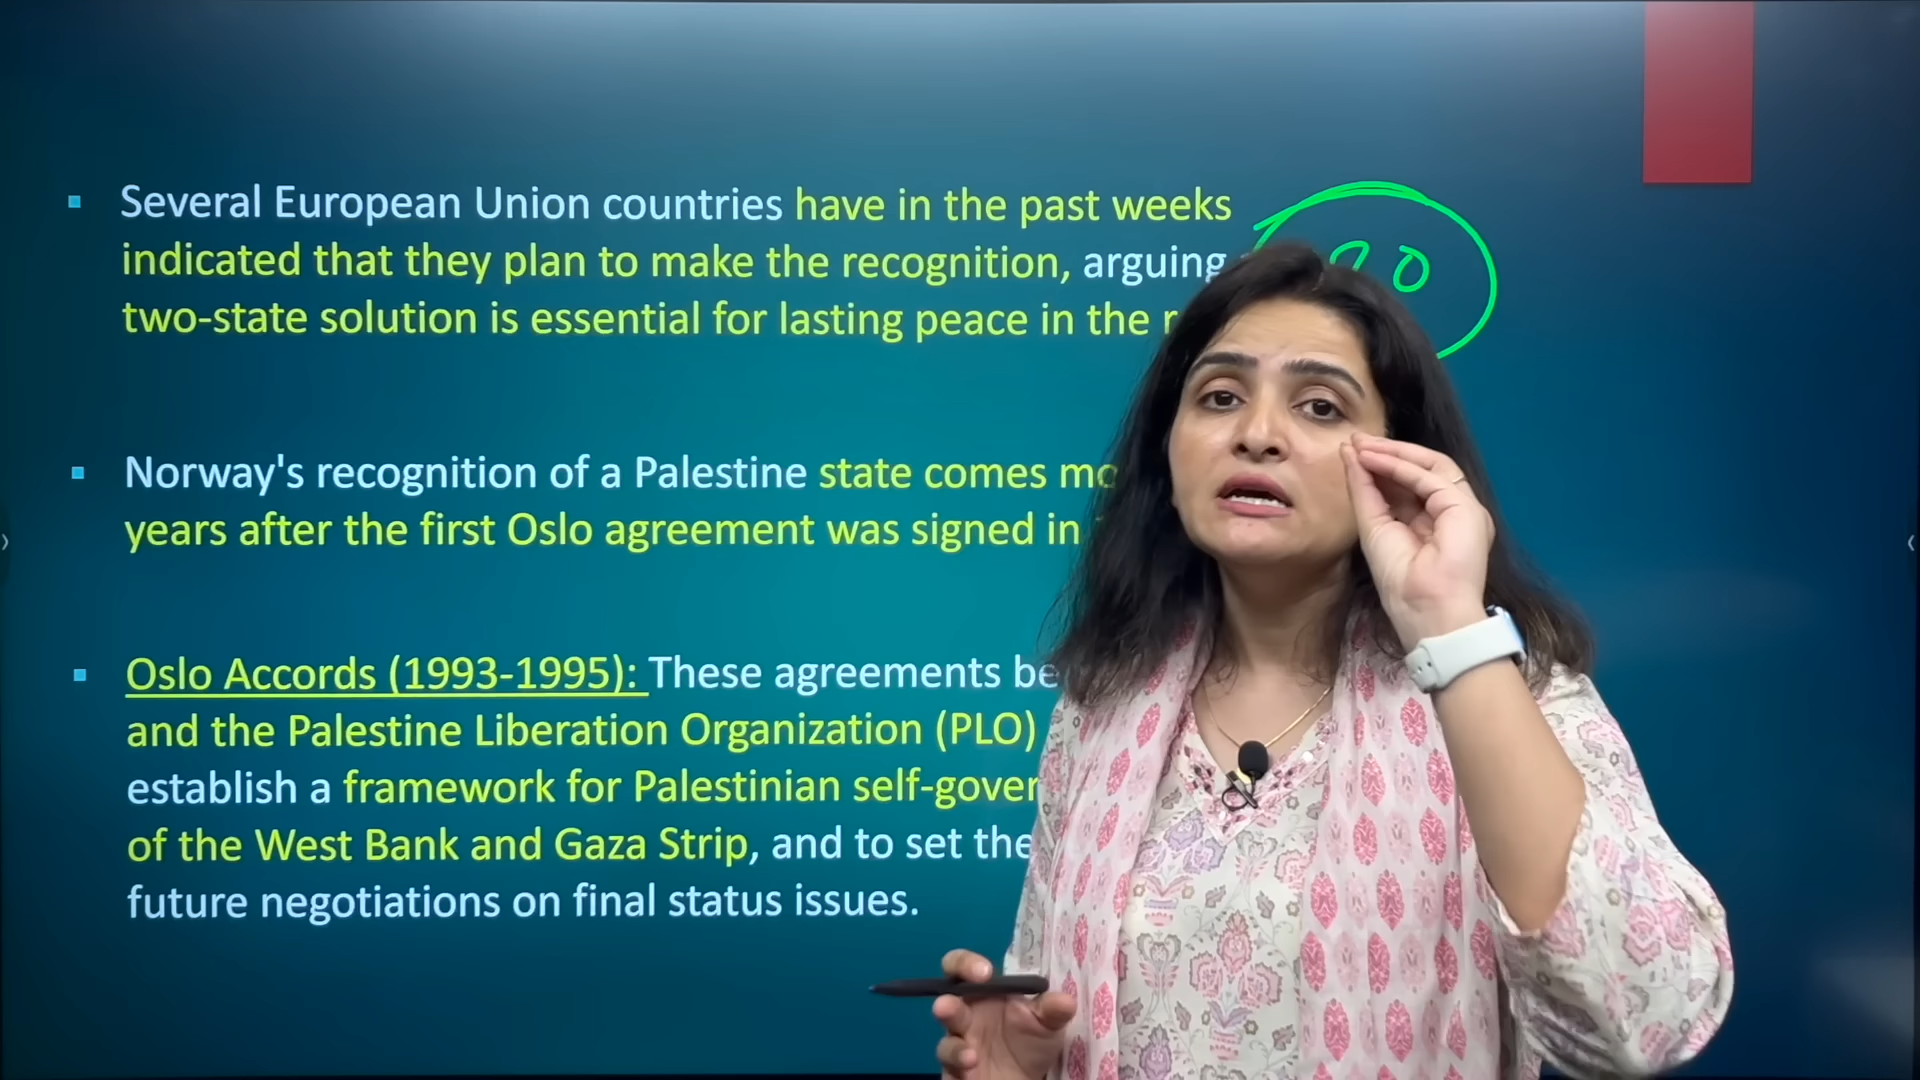 Several European Union countries have in the past weeks
indicated that they plan to make the recognition, arguing
two-state solution is essential for lasting peace in the
20
Norway's recognition of a Palestine state comes
years after the first Oslo agreement was signed in
Oslo Accords (1993-1995): These agreements
and the Palestine Liberation Organization (PLO)
establish a framework for Palestinian
of the West Bank and Gaza Strip, and to set the
future negotiations on final status issues.